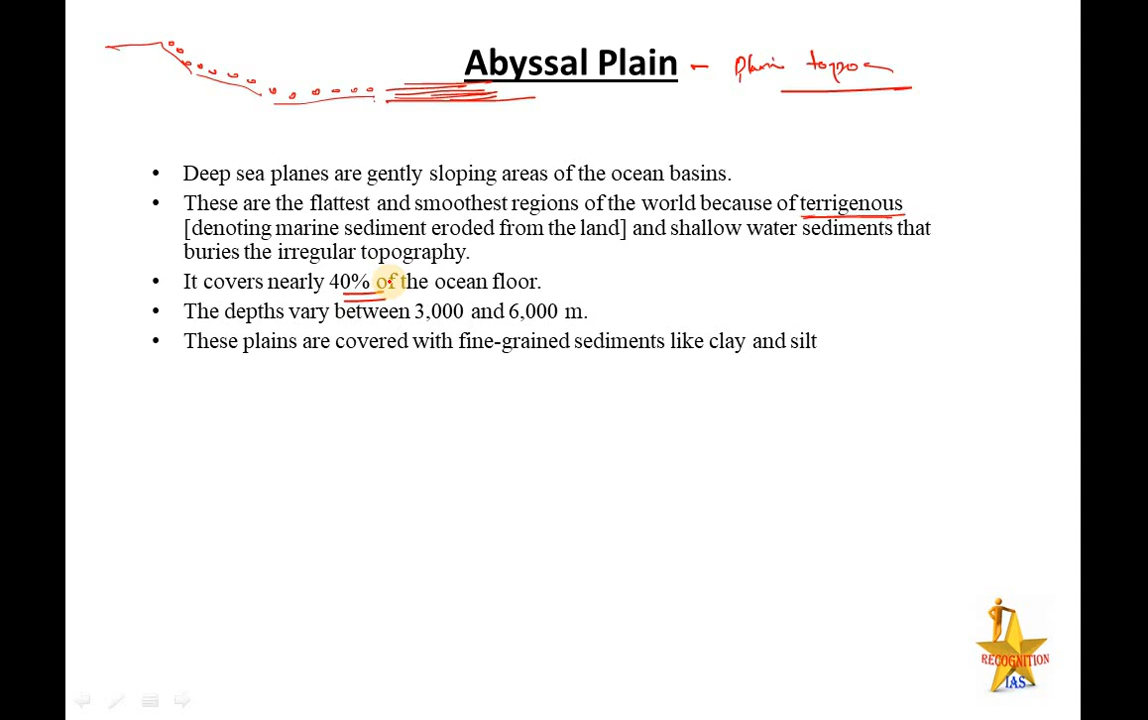 Abyssal Plain - Plain topo
• Deep sea planes are gently sloping areas of the ocean basins.
• These are the flattest and smoothest regions of the world because of terrigenous
[denoting marine sediment eroded from the land] and shallow water sediments that
buries the irregular topography.
• It covers nearly 40% of the ocean floor.
• The depths vary between 3,000 and 6,000 m.
• These plains are covered with fine-grained sediments like clay and silt
RECOGNITION
IAS